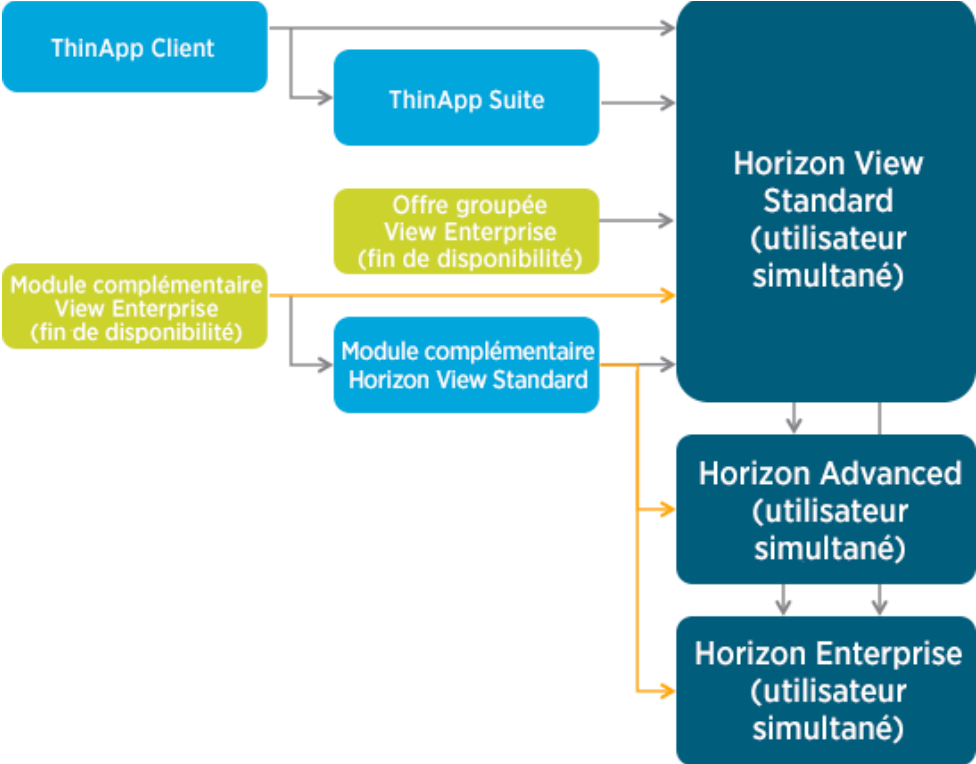 ThinApp Client
ThinApp Suite
Horizon View
Standard
(utilisateur
simultané)
Offre groupée
View Enterprise
(fin de disponibilité)
Module complémentaire
View Enterprise
(fin de disponibilité)
Module complémentaire
Horizon View Standard
Horizon Advanced
(utilisateur
simultané)
Horizon Enterprise
(utilisateur
simultané)